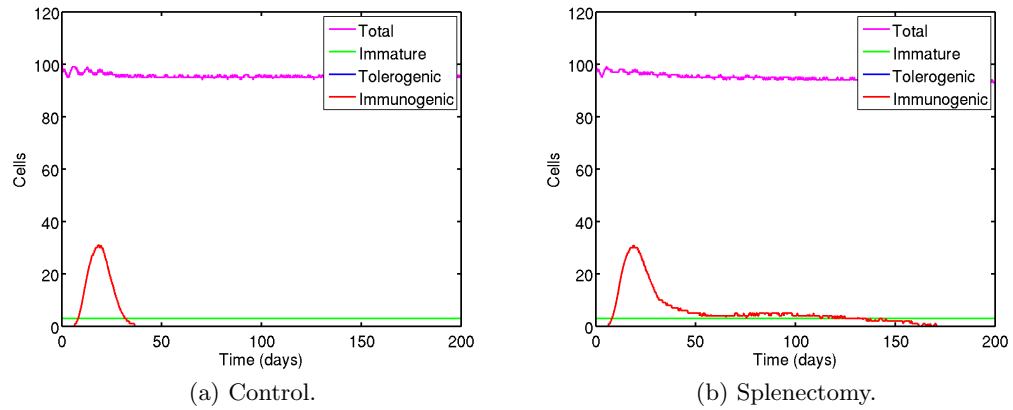 120
100
80
60
40
20
0
Cells
0 50 100 150 200
Time (days)
Total
Immature
Tolerogenic
Immunogenic
(a) Control.
120
100
80
60
40
20
0
Cells
0 50 100 150 200
Time (days)
Total
Immature
Tolerogenic
Immunogenic
(b) Splenectomy.